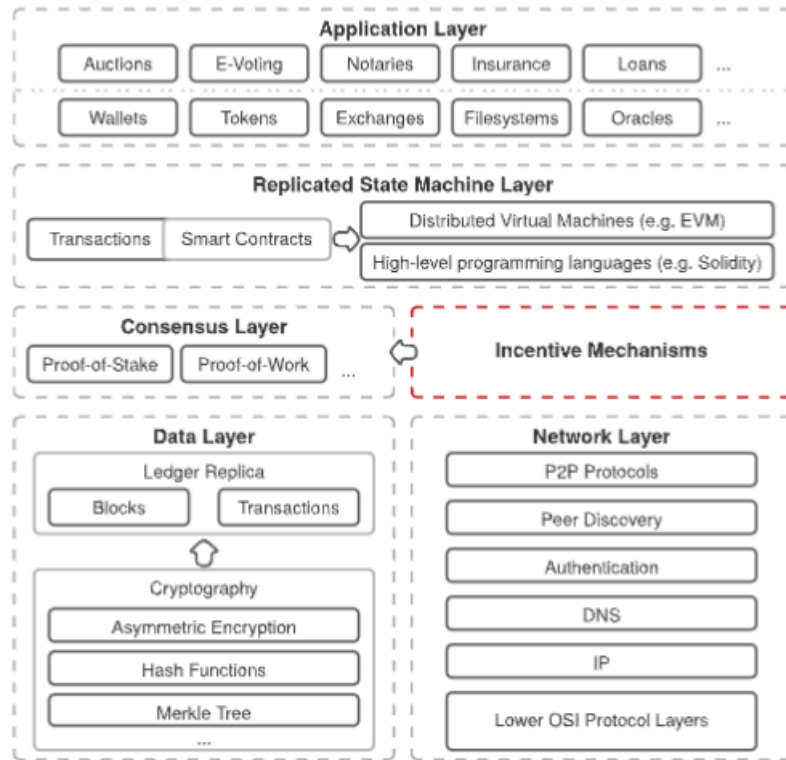 Application Layer
Auctions E-Voting Notaries Insurance Loans ...
Wallets Tokens Exchanges Filesystems Oracles ...
Replicated State Machine Layer
Transactions Smart Contracts
Distributed Virtual Machines (e.g. EVM)
High-level programming languages (e.g. Solidity)
Consensus Layer
Proof-of-Stake Proof-of-Work ...
Incentive Mechanisms
Data Layer
Ledger Replica
Blocks Transactions
Cryptography
Asymmetric Encryption
Hash Functions
Merkle Tree
...
Network Layer
P2P Protocols
Peer Discovery
Authentication
DNS
IP
Lower OSI Protocol Layers